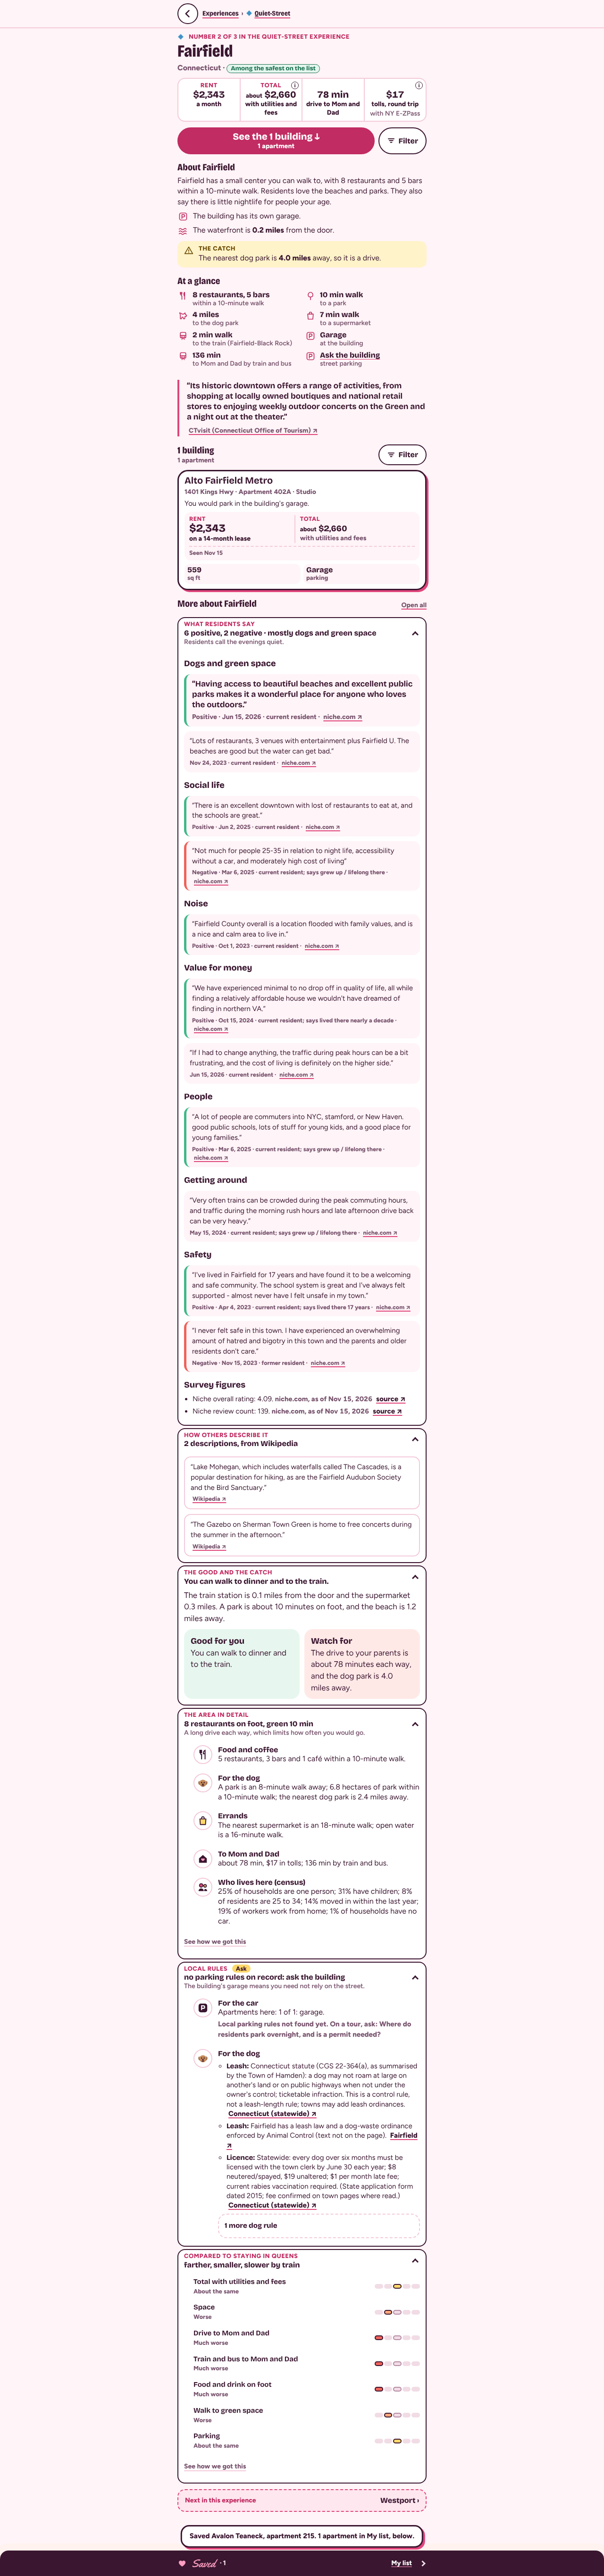 Experiences › Quiet-Street
NUMBER 2 OF 3 IN THE QUIET-STREET EXPERIENCE
Fairfield
Connecticut · Among the safest on the list
RENT
$2,343
a month
TOTAL
about $2,660
with utilities and
fees
78 min
drive to Mom and
Dad
$17
tolls, round trip
with NY E-ZPass
See the 1 building ↓
1 apartment
Filter
About Fairfield
Fairfield has a small center you can walk to, with 8 restaurants and 5 bars
within a 10-minute walk. Residents love the beaches and parks. They also
say there is little nightlife for people your age.
The building has its own garage.
The waterfront is 0.2 miles from the door.
THE CATCH
The nearest dog park is 4.0 miles away, so it is a drive.
At a glance
8 restaurants, 5 bars
within a 10-minute walk
10 min walk
to a park
4 miles
to the dog park
7 min walk
to a supermarket
2 min walk
to the train (Fairfield-Black Rock)
Garage
at the building
136 min
to Mom and Dad by train and bus
Ask the building
street parking
"Its historic downtown offers a range of activities, from
shopping at locally owned boutiques and national retail
stores to enjoying weekly outdoor concerts on the Green and
a night out at the theater."
CTvisit (Connecticut Office of Tourism) ↗
1 building
1 apartment
Filter
Alto Fairfield Metro
1401 Kings Hwy · Apartment 402A · Studio
You would park in the building's garage.
RENT
$2,343
on a 14-month lease
TOTAL
about $2,660
with utilities and fees
Seen Nov 15
559
sq ft
Garage
parking
More about Fairfield
Open all
WHAT RESIDENTS SAY
6 positive, 2 negative · mostly dogs and green space
Residents call the evenings quiet.
Dogs and green space
"Having access to beautiful beaches and excellent public
parks makes it a wonderful place for anyone who loves
the outdoors."
Positive · Jun 15, 2026 · current resident · niche.com ↗
"Lots of restaurants, 3 venues with entertainment plus Fairfield U. The
beaches are good but the water can get bad."
Nov 24, 2023 · current resident · niche.com ↗
Social life
"There is an excellent downtown with lost of restaurants to eat at, and
the schools are great."
Positive · Jun 2, 2025 · current resident · niche.com ↗
"Not much for people 25-35 in relation to night life, accessibility
without a car, and moderately high cost of living"
Negative · Mar 6, 2025 · current resident; says grew up / lifelong there ·
niche.com ↗
Noise
"Fairfield County overall is a location flooded with family values, and is
a nice and calm area to live in."
Positive · Oct 1, 2023 · current resident · niche.com ↗
Value for money
"We have experienced minimal to no drop off in quality of life, all while
finding a relatively affordable house we wouldn't have dreamed of
finding in northern VA."
Positive · Oct 15, 2024 · current resident; says lived there nearly a decade ·
niche.com ↗
"If I had to change anything, the traffic during peak hours can be a bit
frustrating, and the cost of living is definitely on the higher side."
Jun 15, 2026 · current resident · niche.com ↗
People
"A lot of people are commuters into NYC, stamford, or New Haven.
good public schools, lots of stuff for young kids, and a good place for
young families."
Positive · Mar 6, 2025 · current resident; says grew up / lifelong there ·
niche.com ↗
Getting around
"Very often trains can be crowded during the peak commuting hours,
and traffic during the morning rush hours and late afternoon drive back
can be very heavy."
May 15, 2024 · current resident; says grew up / lifelong there · niche.com ↗
Safety
"I've lived in Fairfield for 17 years and have found it to be a welcoming
and safe community. The school system is great and I've always felt
supported - almost never have I felt unsafe in my town."
Positive · Apr 4, 2023 · current resident; says lived there 17 years · niche.com ↗
"I never felt safe in this town. I have experienced an overwhelming
amount of hatred and bigotry in this town and the parents and older
residents don't care."
Negative · Nov 15, 2023 · former resident · niche.com ↗
Survey figures
• Niche overall rating: 4.09. niche.com, as of Nov 15, 2026 source ↗
• Niche review count: 139. niche.com, as of Nov 15, 2026 source ↗
HOW OTHERS DESCRIBE IT
2 descriptions, from Wikipedia
"Lake Mohegan, which includes waterfalls called The Cascades, is a
popular destination for hiking, as are the Fairfield Audubon Society
and the Bird Sanctuary."
Wikipedia ↗
"The Gazebo on Sherman Town Green is home to free concerts during
the summer in the afternoon."
Wikipedia ↗
THE GOOD AND THE CATCH
You can walk to dinner and to the train.
The train station is 0.1 miles from the door and the supermarket
0.3 miles. A park is about 10 minutes on foot, and the beach is 1.2
miles away.
Good for you
You can walk to dinner and
to the train.
Watch for
The drive to your parents is
about 78 minutes each way,
and the dog park is 4.0
miles away.
THE AREA IN DETAIL
8 restaurants on foot, green 10 min
A long drive each way, which limits how often you would go.
Food and coffee
5 restaurants, 3 bars and 1 café within a 10-minute walk.
For the dog
A park is an 8-minute walk away; 6.8 hectares of park within
a 10-minute walk; the nearest dog park is 2.4 miles away.
Errands
The nearest supermarket is an 18-minute walk; open water
is a 16-minute walk.
To Mom and Dad
about 78 min, $17 in tolls; 136 min by train and bus.
Who lives here (census)
25% of households are one person; 31% have children; 8%
of residents are 25 to 34; 14% moved in within the last year;
19% of workers work from home; 1% of households have no
car.
See how we got this
LOCAL RULES Ask
no parking rules on record: ask the building
The building's garage means you need not rely on the street.
For the car
Apartments here: 1 of 1: garage.
Local parking rules not found yet. On a tour, ask: Where do
residents park overnight, and is a permit needed?
For the dog
Leash: Connecticut statute (CGS 22-364(a), as summarised
by the Town of Hamden): a dog may not roam at large on
another's land or on public highways when not under the
owner's control; ticketable infraction. This is a control rule,
not a leash-length rule; towns may add leash ordinances.
Connecticut (statewide) ↗
Leash: Fairfield has a leash law and a dog-waste ordinance
enforced by Animal Control (text not on the page). Fairfield
↗
Licence: Statewide: every dog over six months must be
licensed with the town clerk by June 30 each year; $8
neutered/spayed, $19 unaltered; $1 per month late fee;
current rabies vaccination required. (State application form
dated 2015; fee confirmed on town pages where read.)
Connecticut (statewide) ↗
1 more dog rule
COMPARED TO STAYING IN QUEENS
farther, smaller, slower by train
Total with utilities and fees
About the same
Space
Worse
Drive to Mom and Dad
Much worse
Train and bus to Mom and Dad
Much worse
Food and drink on foot
Much worse
Walk to green space
Worse
Parking
About the same
See how we got this
Next in this experience
Westport ›
Saved Avalon Teaneck, apartment 215. 1 apartment in My list, below.
Saved · 1
My list